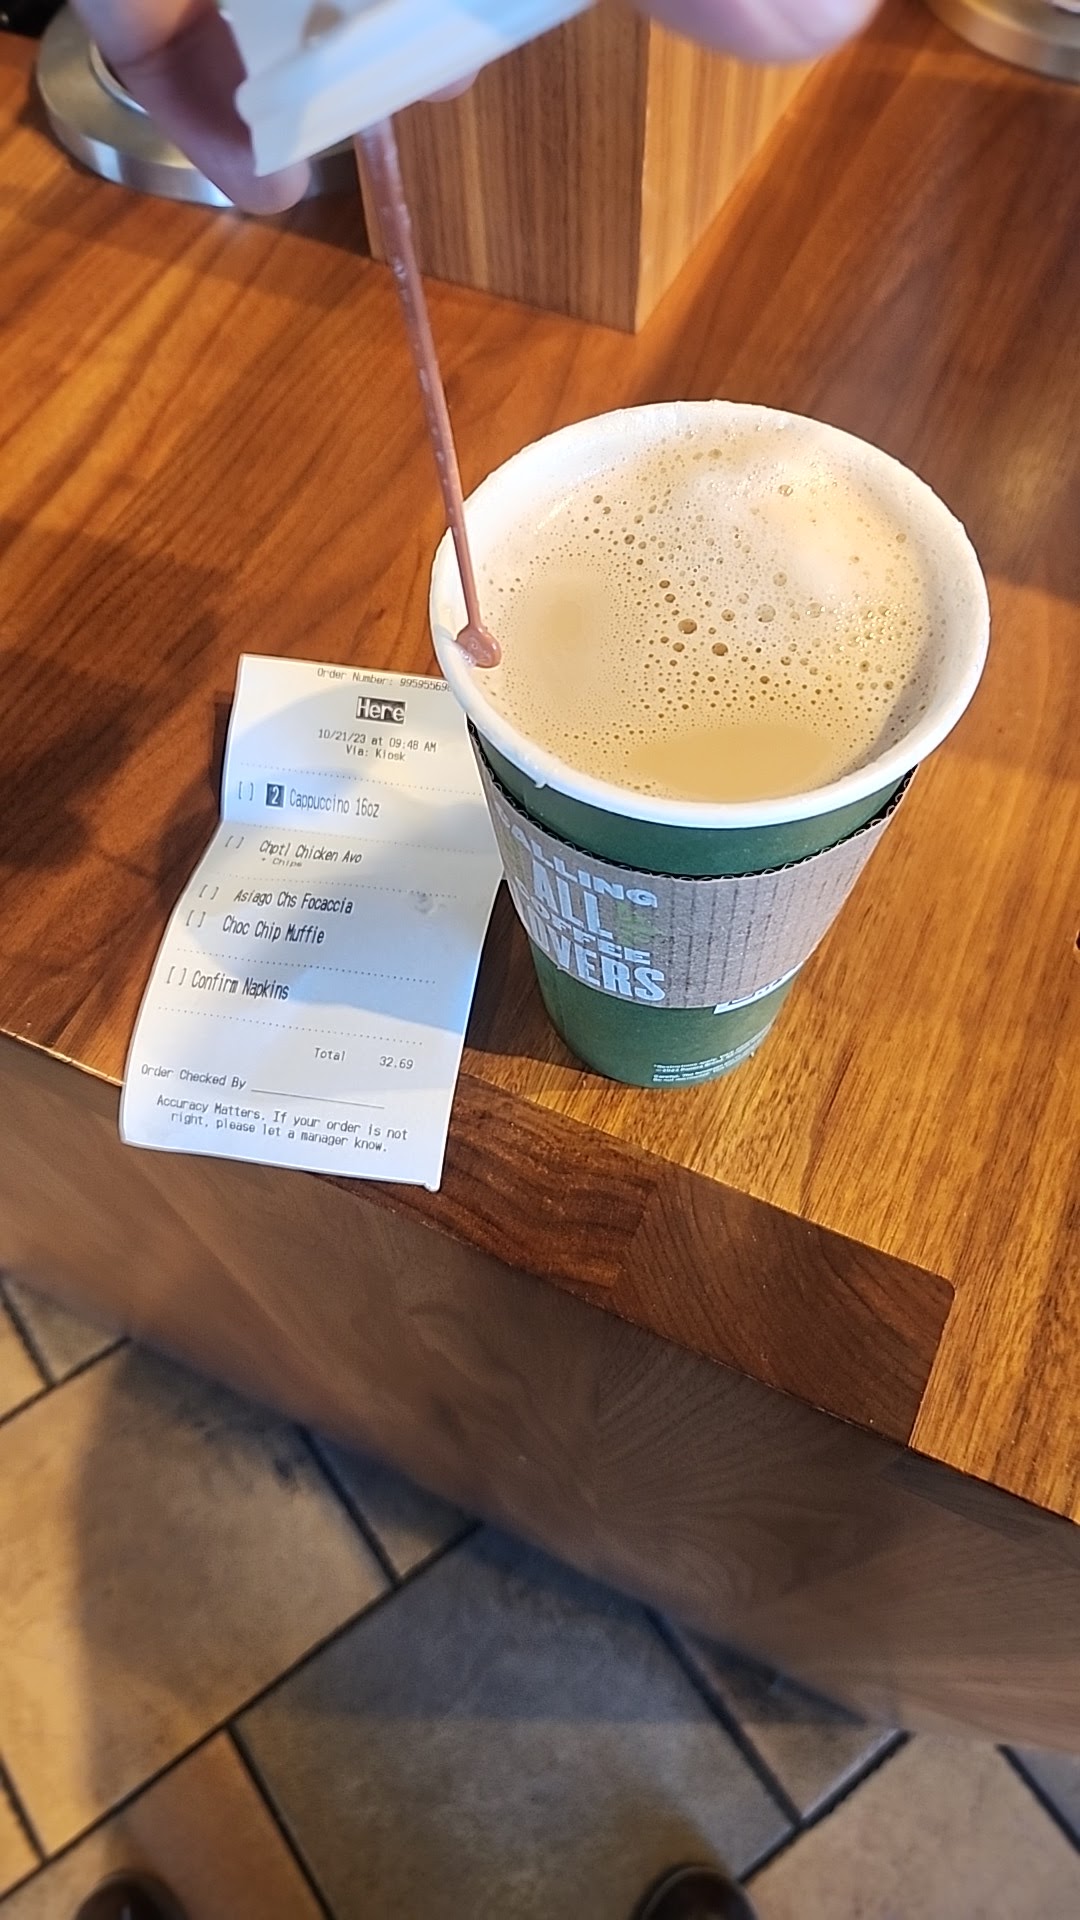 Order Number:
Here
10/21/23 at 09:48 AM
Via: Kiosk
[ ] 2 Cappuccino 16oz
[ ] Chptl Chicken Avo
+ Chips
[ ] Asiago Chs Focaccia
[ ] Choc Chip Muffie
[ ] Confirm Napkins
Total 32.69
Order Checked By
Accuracy Matters. If your order is not
right, please let a manager know.
CALLING
ALL
COFFEE
LOVERS